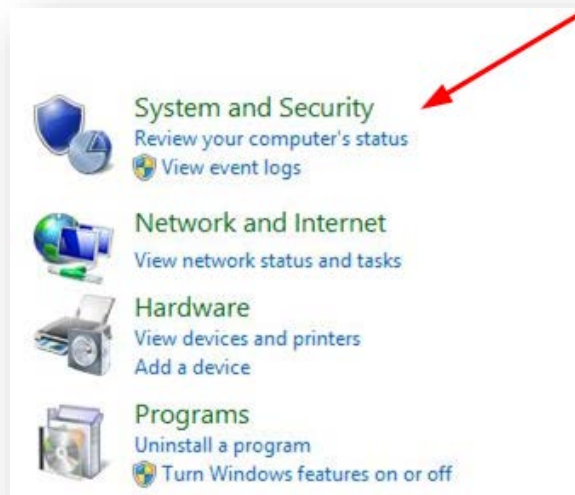 System and Security
Review your computer's status
View event logs
Network and Internet
View network status and tasks
Hardware
View devices and printers
Add a device
Programs
Uninstall a program
Turn Windows features on or off